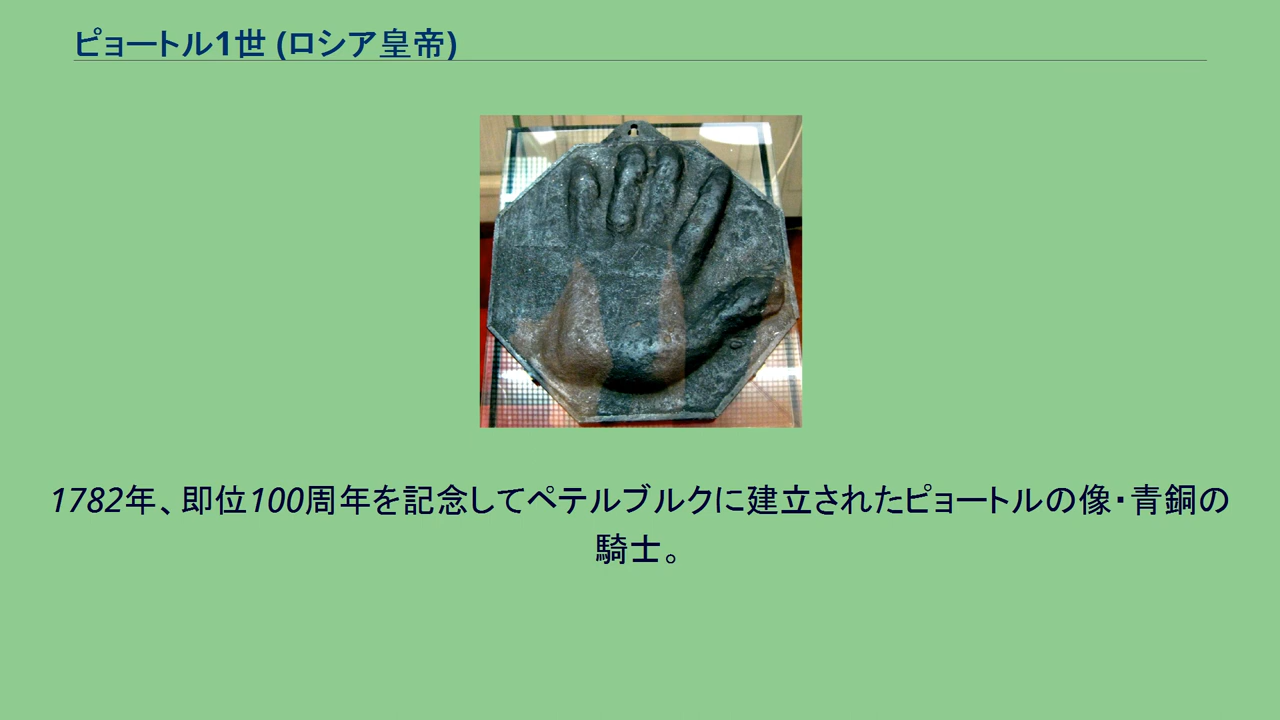 ピョートル1世 (ロシア皇帝)
1782年、即位100周年を記念してペテルブルクに建立されたピョートルの像・青銅の
騎士。